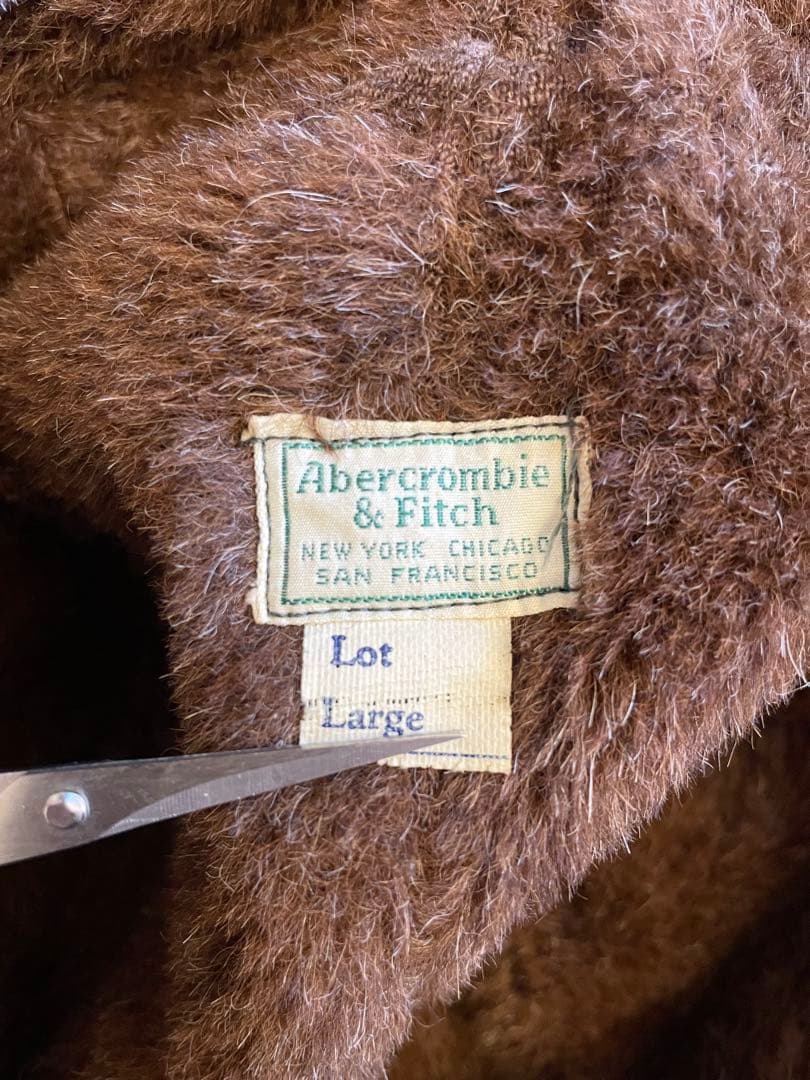 Abercrombie
& Fitch
NEW YORK CHICAGO
SAN FRANCISCO
Lot
Large